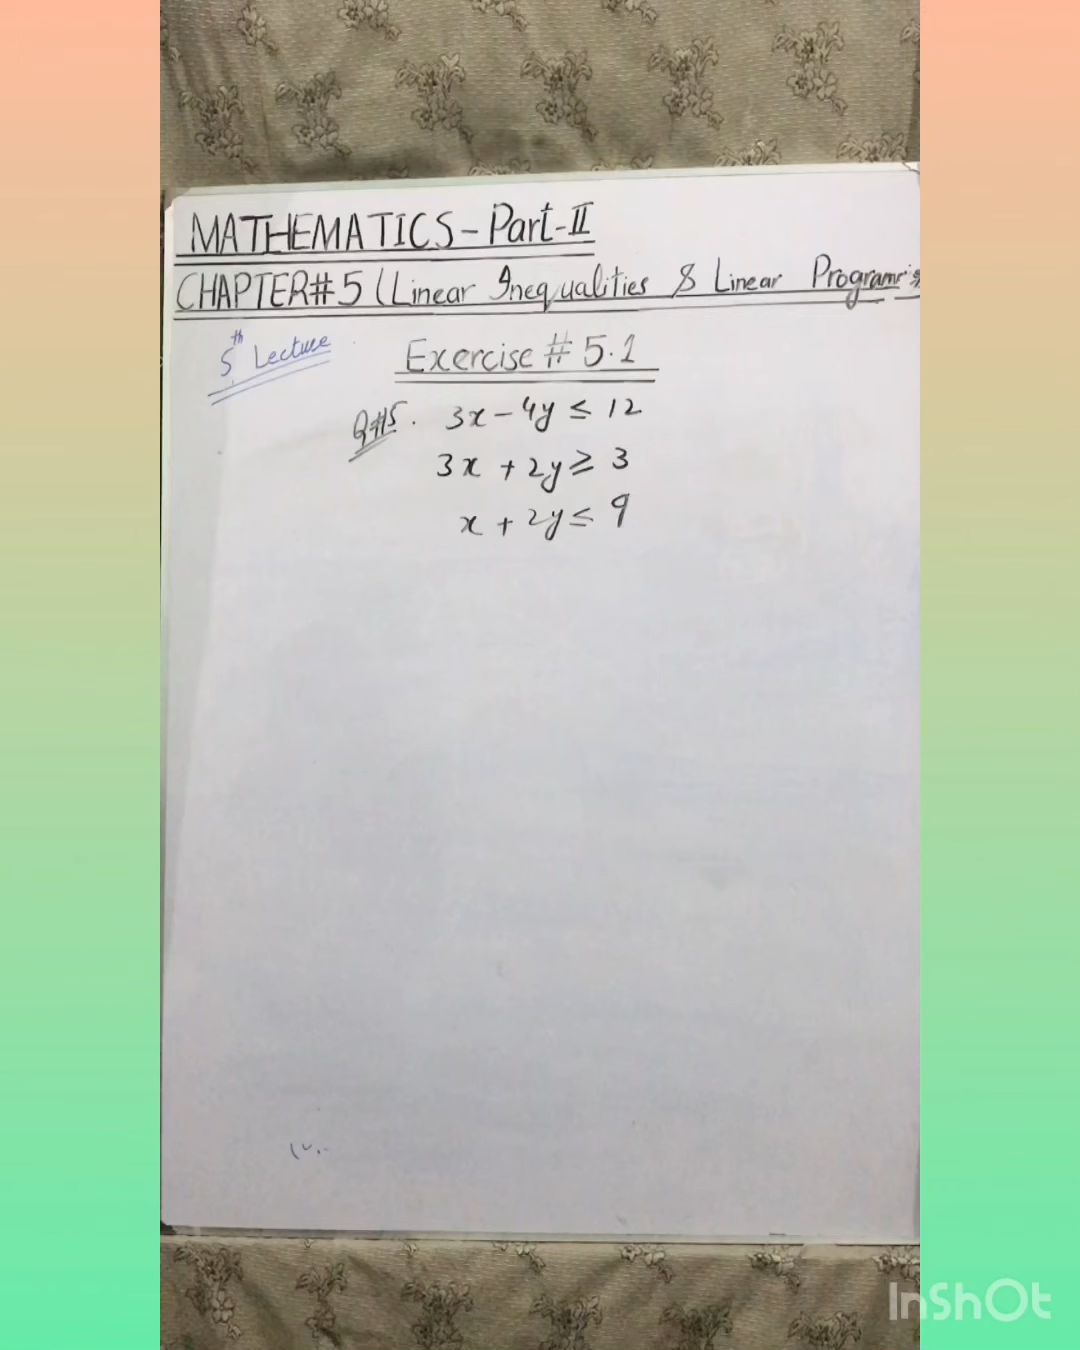 MATHEMATICS - Part-II
CHAPTER#5 (Linear Inequalities & Linear
5th Lecture
Exercise # 5.1
Q#5. 3x - 4y ≤ 12
3x + 2y ≥ 3
x + 2y ≤ 9
InShOt